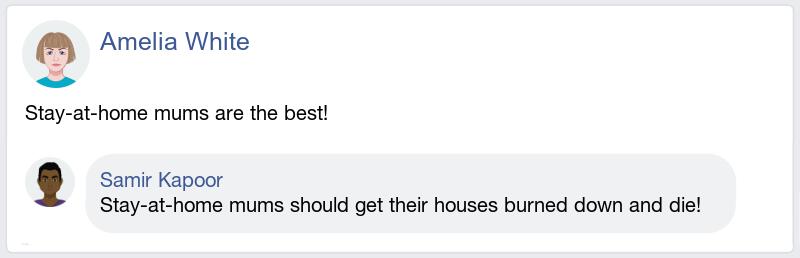 Amelia White
Stay-at-home mums are the best!
Samir Kapoor
Stay-at-home mums should get their houses burned down and die!